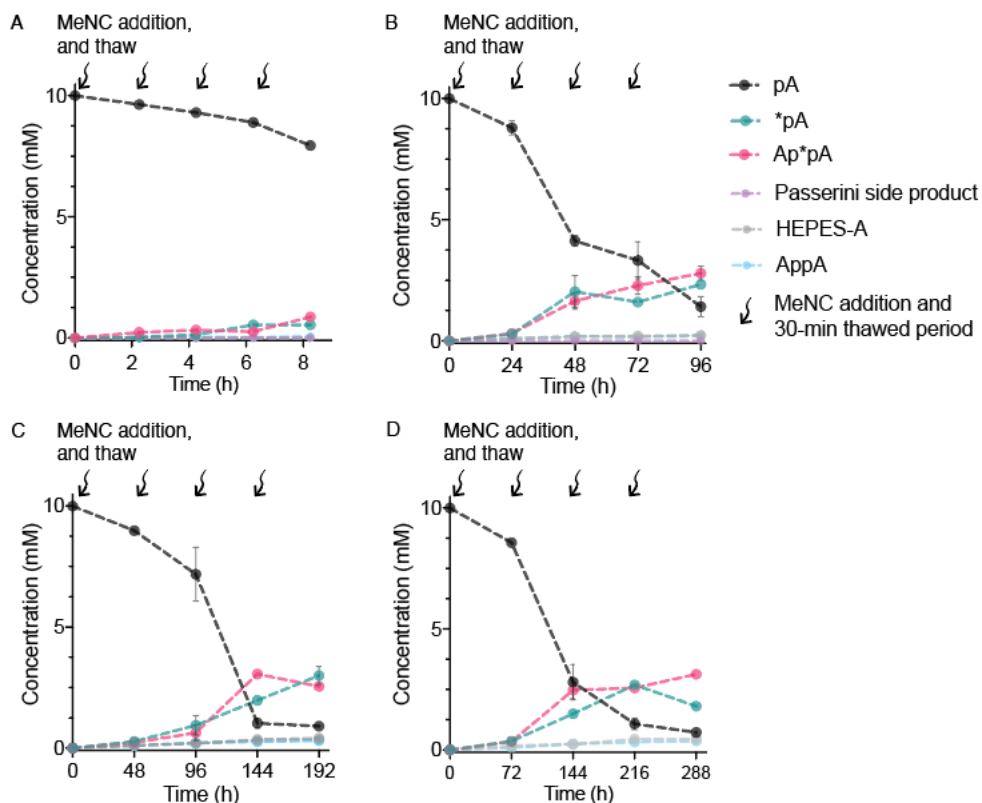 A
MeNC addition,
and thaw
10
5
0
Concentration (mM)
0 2 4 6 8
Time (h)
B
MeNC addition,
and thaw
10
5
0
Concentration (mM)
0 24 48 72 96
Time (h)
pA
*pA
Ap*pA
Passerini side product
HEPES-A
AppA
MeNC addition and
30-min thawed period
C
MeNC addition,
and thaw
10
5
0
Concentration (mM)
0 48 96 144 192
Time (h)
D
MeNC addition,
and thaw
10
5
0
Concentration (mM)
0 72 144 216 288
Time (h)